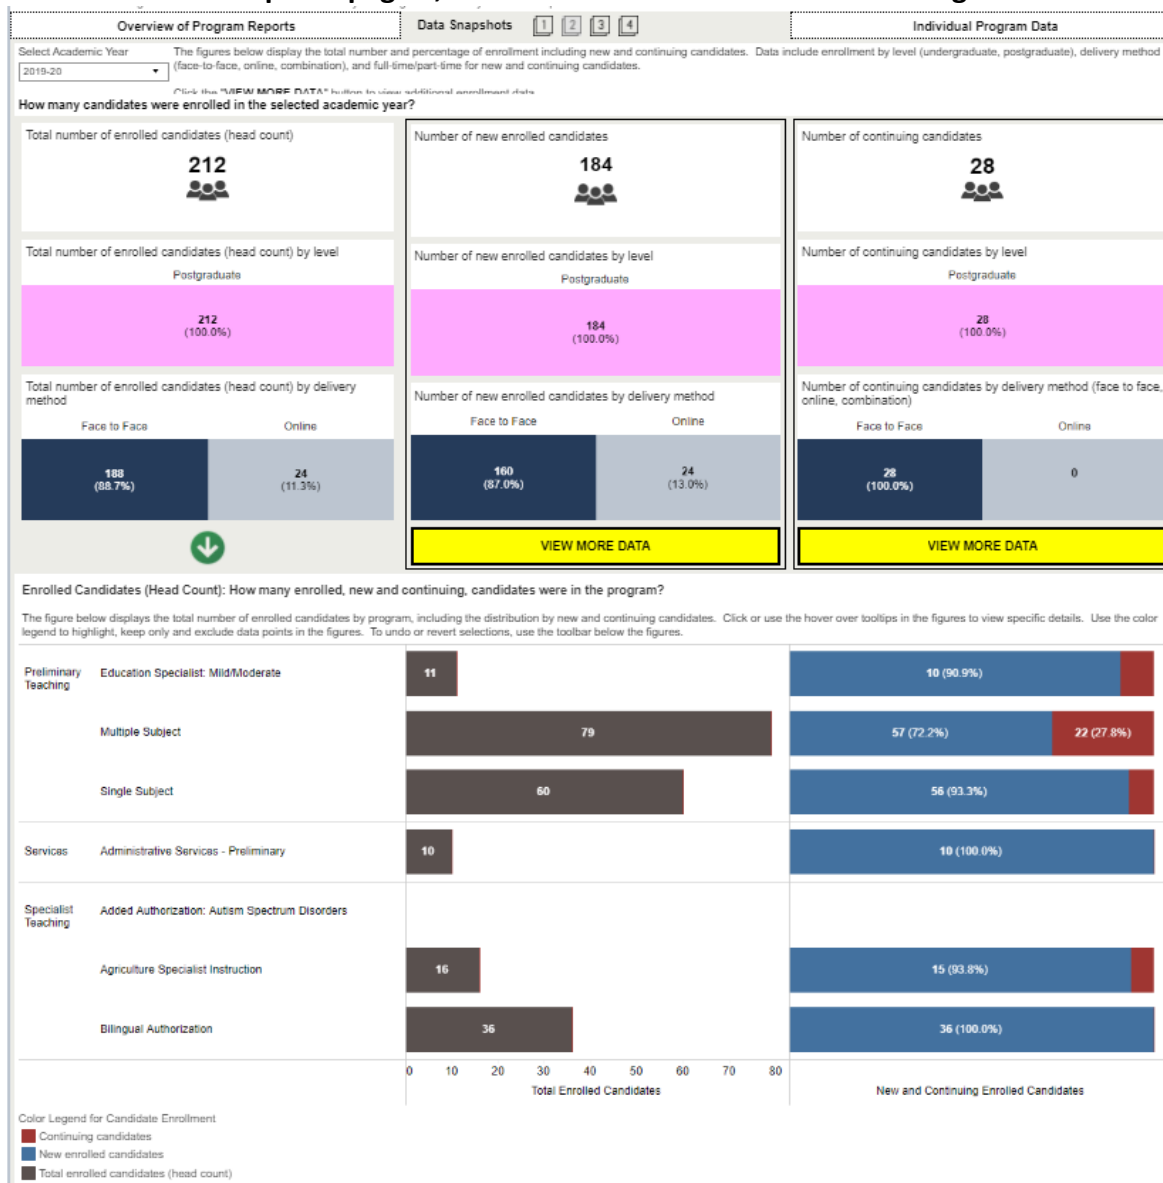 Overview of Program Reports
Data Snapshots 1 2 3 4
Individual Program Data
Select Academic Year
2019-20
The figures below display the total number and percentage of enrollment including new and continuing candidates. Data include enrollment by level (undergraduate, postgraduate), delivery method
(face-to-face, online, combination), and full-time/part-time for new and continuing candidates.
Click the "VIEW MORE DATA" button to view additional enrollment data
How many candidates were enrolled in the selected academic year?
Total number of enrolled candidates (head count)
212
Number of new enrolled candidates
184
Number of continuing candidates
28
Total number of enrolled candidates (head count) by level
Postgraduate
212
(100.0%)
Number of new enrolled candidates by level
Postgraduate
184
(100.0%)
Number of continuing candidates by level
Postgraduate
28
(100.0%)
Total number of enrolled candidates (head count) by delivery
method
Face to Face Online
188 24
(88.7%) (11.3%)
Number of new enrolled candidates by delivery method
Face to Face Online
160 24
(87.0%) (13.0%)
Number of continuing candidates by delivery method (face to face,
online, combination)
Face to Face Online
28 0
(100.0%)
VIEW MORE DATA
VIEW MORE DATA
Enrolled Candidates (Head Count): How many enrolled, new and continuing, candidates were in the program?
The figure below displays the total number of enrolled candidates by program, including the distribution by new and continuing candidates. Click or use the hover over tooltips in the figures to view specific details. Use the color
legend to highlight, keep only and exclude data points in the figures. To undo or revert selections, use the toolbar below the figures.
Preliminary
Teaching
Education Specialist: Mild/Moderate 11 10 (90.9%)
Multiple Subject 79 57 (72.2%) 22 (27.8%)
Single Subject 60 56 (93.3%)
Services Administrative Services - Preliminary 10 10 (100.0%)
Specialist
Teaching
Added Authorization: Autism Spectrum Disorders
Agriculture Specialist Instruction 16 15 (93.8%)
Bilingual Authorization 36 36 (100.0%)
0 10 20 30 40 50 60 70 80
Total Enrolled Candidates
New and Continuing Enrolled Candidates
Color Legend for Candidate Enrollment
Continuing candidates
New enrolled candidates
Total enrolled candidates (head count)